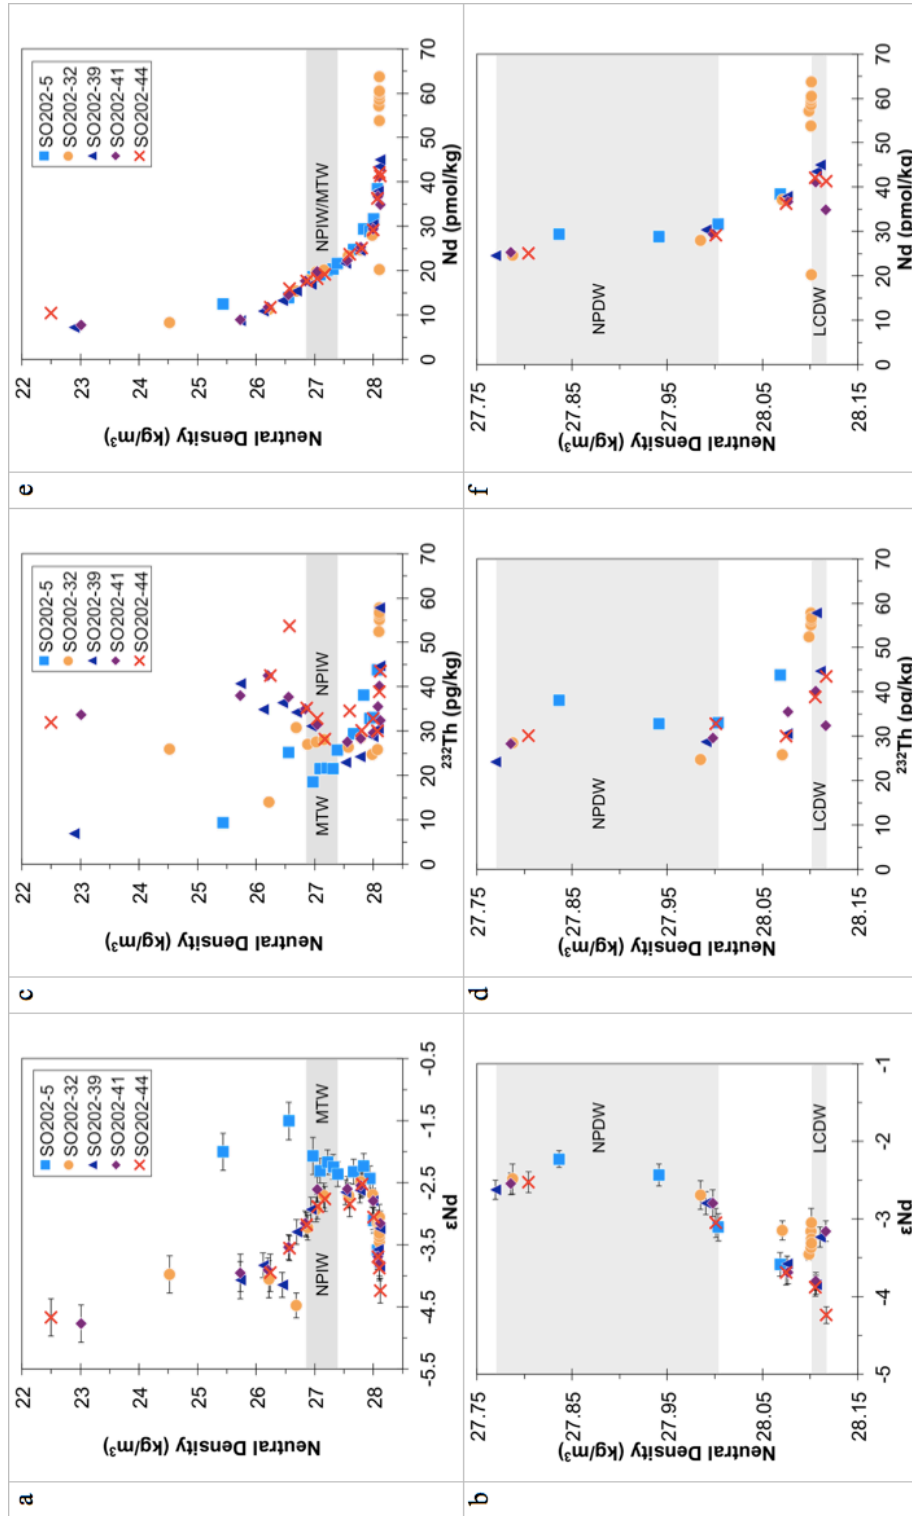 a
-5.5 -4.5 -3.5 -2.5 -1.5 -0.5
22
23
24
25
26
27
28
Neutral Density (kg/m³)
SO202-5
SO202-32
SO202-39
SO202-41
SO202-44
NPIW
MTW
εNd
c
22
23
24
25
26
27
28
Neutral Density (kg/m³)
SO202-5
SO202-32
SO202-39
SO202-41
SO202-44
MTW
NPIW
0 10 20 30 40 50 60 70
²³²Th (pg/kg)
e
22
23
24
25
26
27
28
Neutral Density (kg/m³)
SO202-5
SO202-32
SO202-39
SO202-41
SO202-44
NPIW/MTW
0 10 20 30 40 50 60 70
Nd (pmol/kg)
b
27.75
27.85
27.95
28.05
28.15
Neutral Density (kg/m³)
NPDW
LCDW
-5 -4 -3 -2 -1
εNd
d
27.75
27.85
27.95
28.05
28.15
Neutral Density (kg/m³)
NPDW
LCDW
0 10 20 30 40 50 60 70
²³²Th (pg/kg)
f
27.75
27.85
27.95
28.05
28.15
Neutral Density (kg/m³)
NPDW
LCDW
0 10 20 30 40 50 60 70
Nd (pmol/kg)